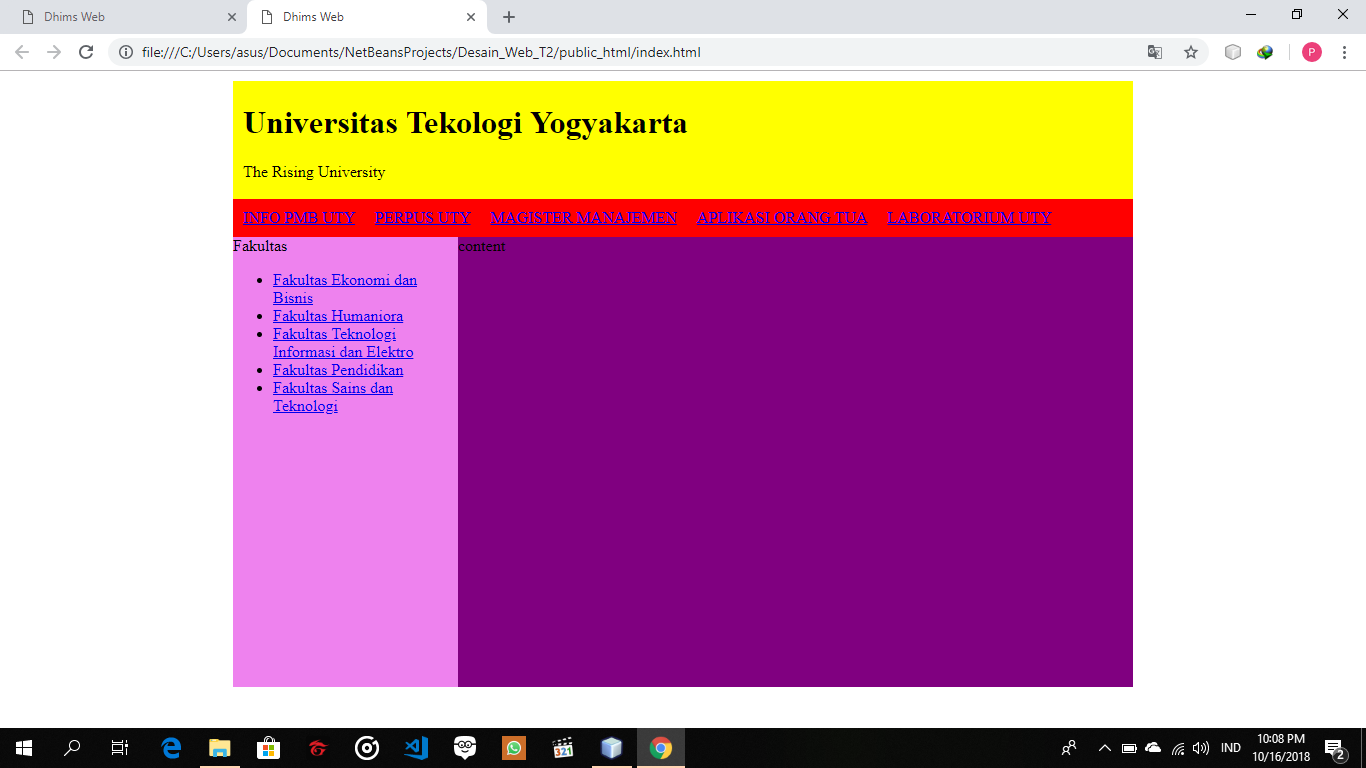 Dhims Web
Dhims Web
file:///C:/Users/asus/Documents/NetBeansProjects/Desain_Web_T2/public_html/index.html
P
Universitas Tekologi Yogyakarta
The Rising University
INFO PMB UTY PERPUS UTY MAGISTER MANAJEMEN APLIKASI ORANG TUA LABORATORIUM UTY
Fakultas
Fakultas Ekonomi dan
Bisnis
Fakultas Humaniora
Fakultas Teknologi
Informasi dan Elektro
Fakultas Pendidikan
Fakultas Sains dan
Teknologi
content
321
IND
10:08 PM
10/16/2018
2